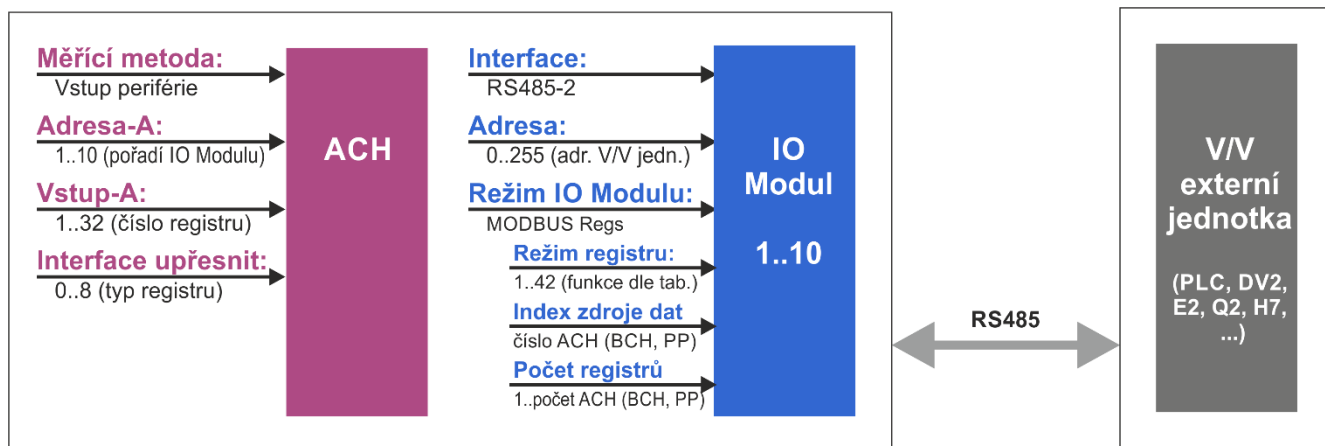 Měřící metoda:
Vstup periférie
Adresa-A:
1..10 (pořadí IO Modulu)
Vstup-A:
1..32 (číslo registru)
Interface upřesnit:
0..8 (typ registru)
ACH
Interface:
RS485-2
Adresa:
0..255 (adr. V/V jedn.)
Režim IO Modulu:
MODBUS Regs
Režim registru:
1..42 (funkce dle tab.)
Index zdroje dat
číslo ACH (BCH, PP)
Počet registrů
1..počet ACH (BCH, PP)
IO
Modul
1..10
RS485
V/V
externí
jednotka
(PLC, DV2,
E2, Q2, H7,
...)